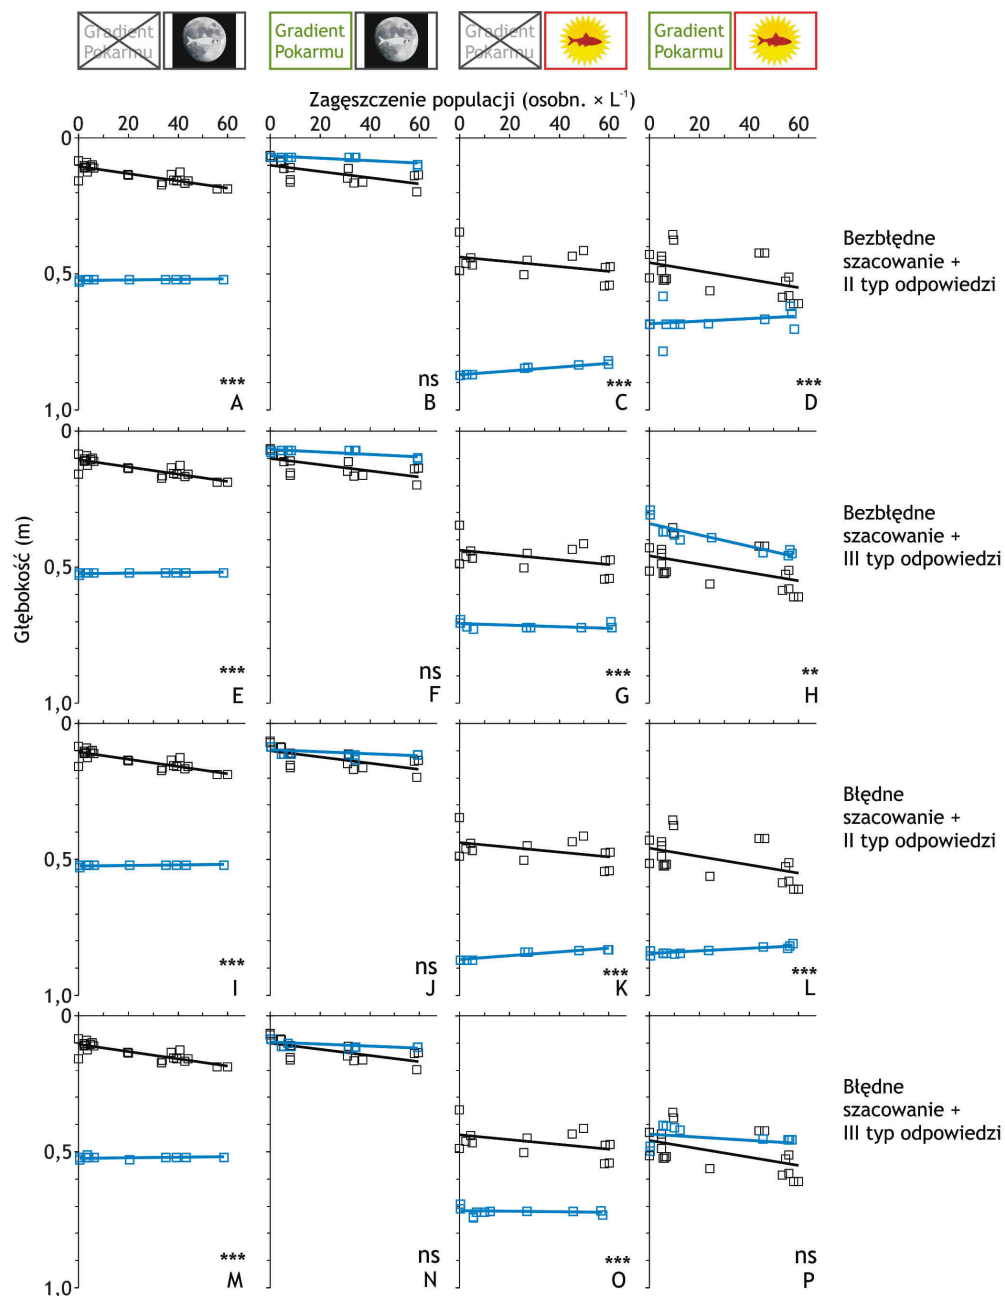 Gradient Pokarmu Gradient Pokarmu Gradient Pokarmu Gradient Pokarmu
Zagęszczenie populacji (osobn. × L⁻¹)
0 20 40 60 0 20 40 60 0 20 40 60 0 20 40 60
Głębokość (m)
0
0,5
1,0
*** A
ns B
*** C
*** D
Bezbłędne
szacowanie +
II typ odpowiedzi
0
0,5
1,0
*** E
ns F
*** G
** H
Bezbłędne
szacowanie +
III typ odpowiedzi
0
0,5
1,0
*** I
ns J
*** K
*** L
Błędne
szacowanie +
II typ odpowiedzi
0
0,5
1,0
*** M
ns N
*** O
ns P
Błędne
szacowanie +
III typ odpowiedzi